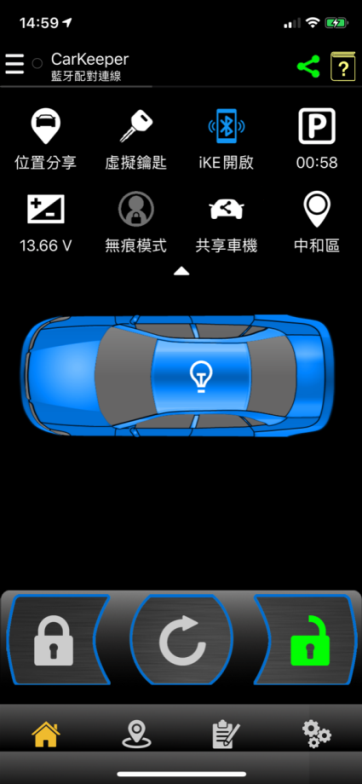 14:59
CarKeeper
藍牙配對連線
?
位置分享
虛擬鑰匙
iKE開啟
P
00:58
13.66 V
無痕模式
共享車機
中和區